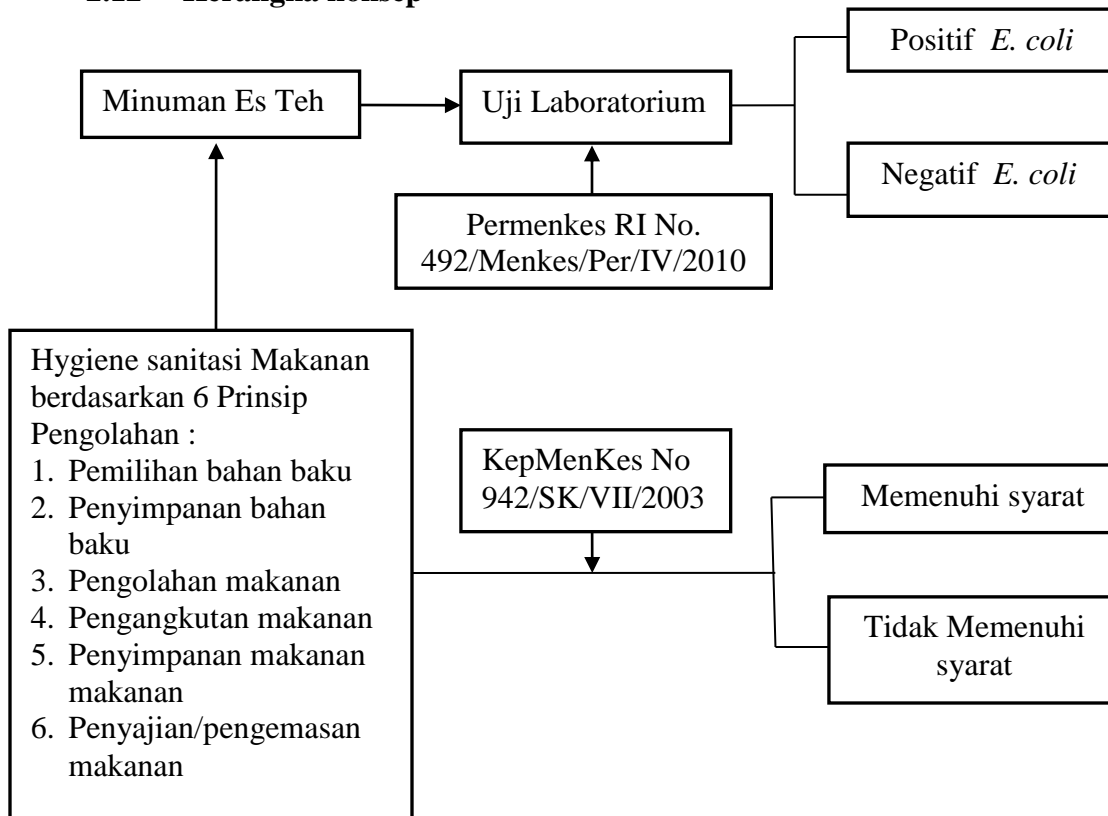 Positif E. coli
Minuman Es Teh
Uji Laboratorium
Negatif E. coli
Permenkes RI No.
492/Menkes/Per/IV/2010
Hygiene sanitasi Makanan
berdasarkan 6 Prinsip
Pengolahan :
1. Pemilihan bahan baku
2. Penyimpanan bahan
baku
3. Pengolahan makanan
4. Pengangkutan makanan
5. Penyimpanan makanan
makanan
6. Penyajian/pengemasan
makanan
KepMenKes No
942/SK/VII/2003
Memenuhi syarat
Tidak Memenuhi
syarat